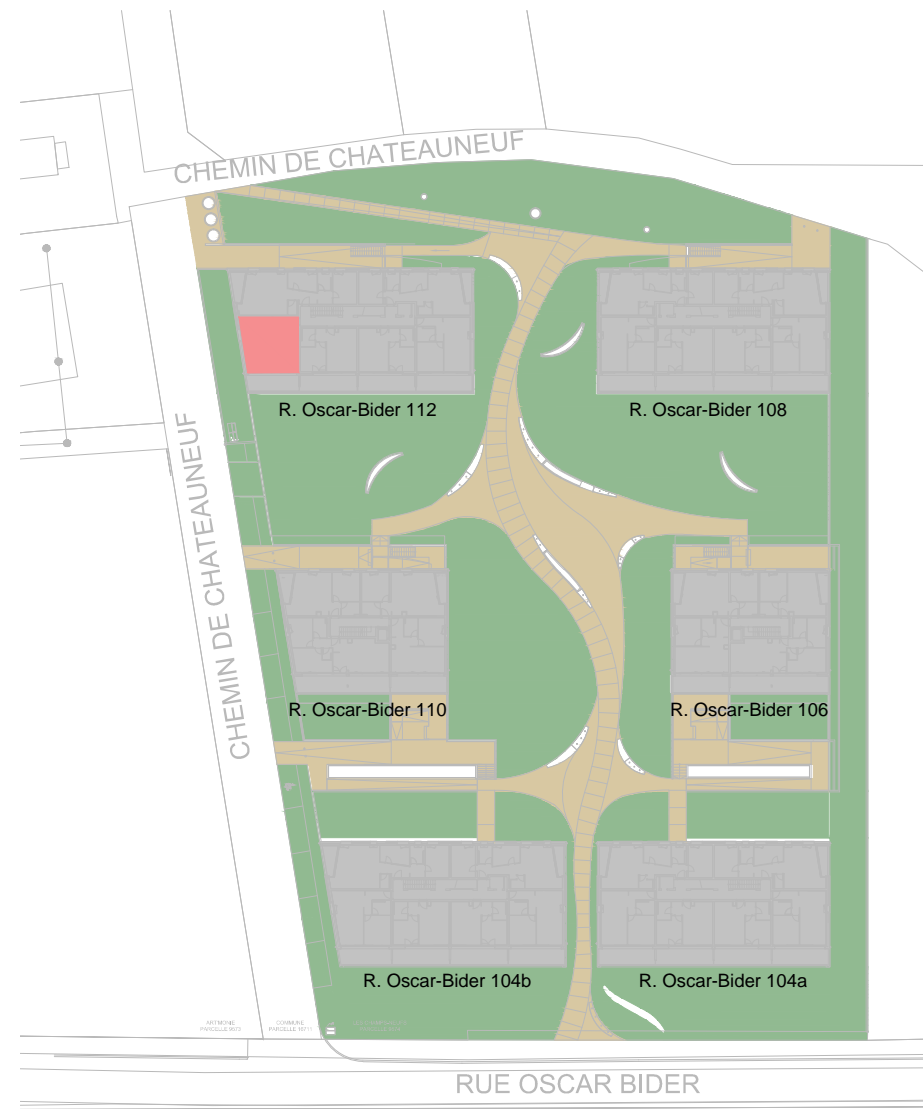 CHEMIN DE CHATEAUNEUF
R. Oscar-Bider 112
R. Oscar-Bider 108
CHEMIN DE CHATEAUNEUF
R. Oscar-Bider 110
R. Oscar-Bider 106
R. Oscar-Bider 104b
R. Oscar-Bider 104a
COMMUNE
RUE OSCAR BIDER